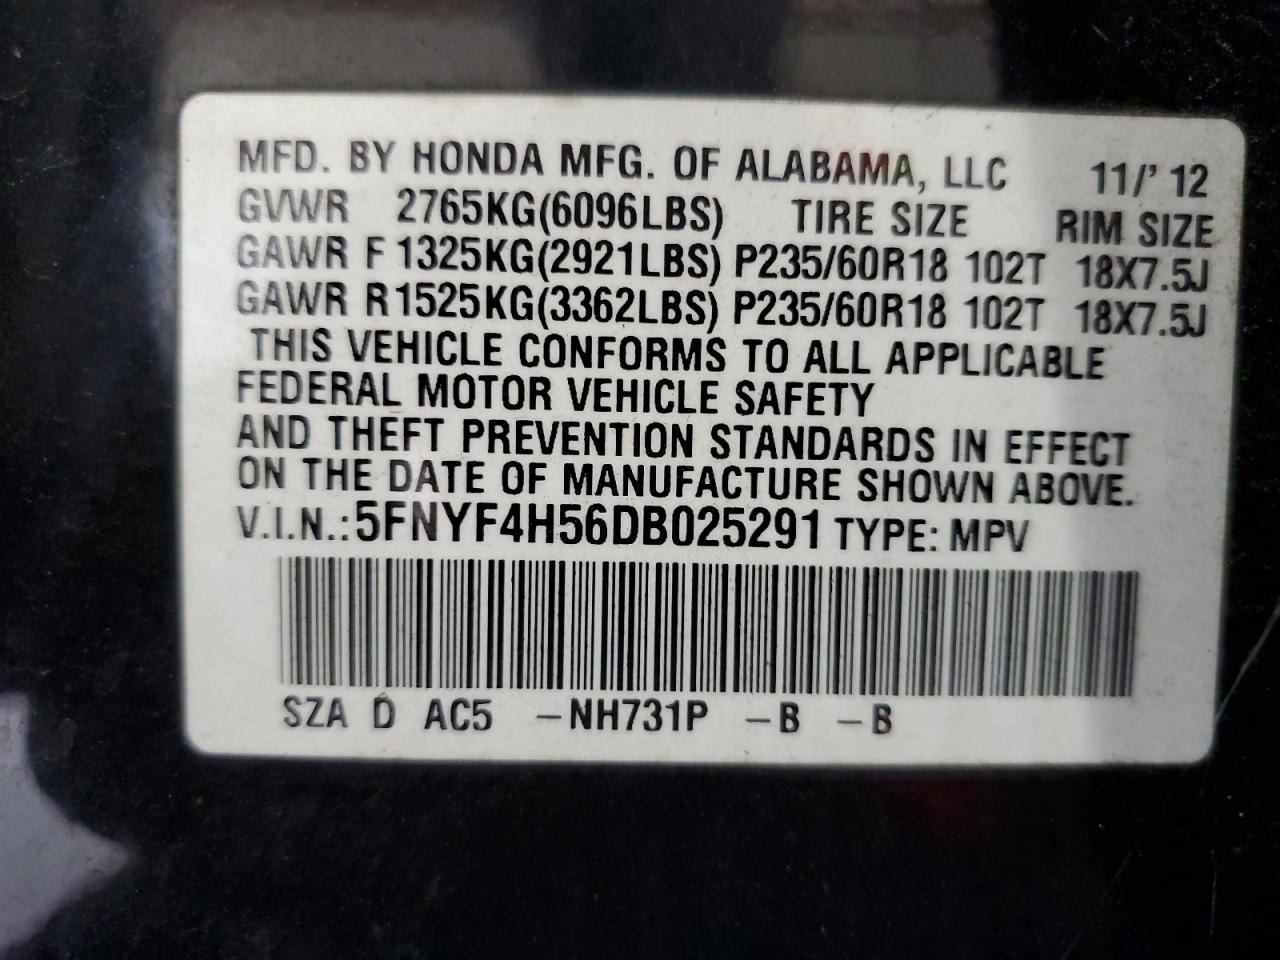 MFD. BY HONDA MFG. OF ALABAMA, LLC 11/' 12
GVWR 2765KG(6096LBS) TIRE SIZE RIM SIZE
GAWR F 1325KG(2921LBS) P235/60R18 102T 18X7.5J
GAWR R 1525KG(3362LBS) P235/60R18 102T 18X7.5J
THIS VEHICLE CONFORMS TO ALL APPLICABLE
FEDERAL MOTOR VEHICLE SAFETY
AND THEFT PREVENTION STANDARDS IN EFFECT
ON THE DATE OF MANUFACTURE SHOWN ABOVE.
V.I.N.: 5FNYF4H56DB025291 TYPE: MPV
SZA D AC5 –NH731P –B –B